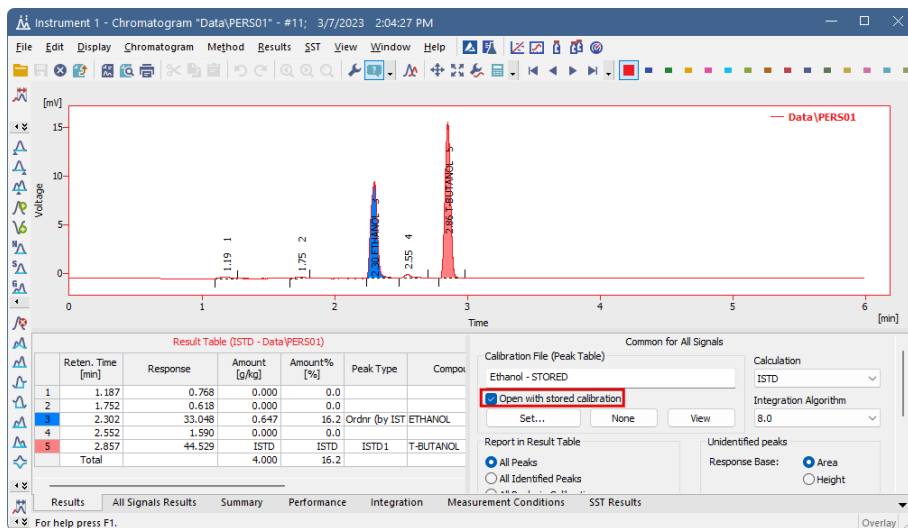 Instrument 1 - Chromatogram "Data\PERS01" - #11; 3/7/2023 2:04:27 PM
File Edit Display Chromatogram Method Results SST View Window Help
[mV]
15
10
5
0
Voltage
Data\PERS01
1.19 1
1.75 2
2.30 ETHANOL 3
2.55 4
2.86 T-BUTANOL 5
0 1 2 3 4 5 6
Time
[min]
Result Table (ISTD - Data\PERS01)
Reten. Time [min] Response Amount [g/kg] Amount% [%] Peak Type Compou
1 1.187 0.768 0.000 0.0
2 1.752 0.618 0.000 0.0
3 2.302 33.048 0.647 16.2 Ordnr (by IST ETHANOL
4 2.552 1.590 0.000 0.0
5 2.857 44.529 ISTD ISTD ISTD1 T-BUTANOL
Total 4.000 16.2
Common for All Signals
Calibration File (Peak Table)
Ethanol - STORED
Open with stored calibration
Set... None View
Calculation
ISTD
Integration Algorithm
8.0
Report in Result Table
All Peaks
All Identified Peaks
Unidentified peaks
Response Base: Area
Height
Results All Signals Results Summary Performance Integration Measurement Conditions SST Results
For help press F1.
Overlay